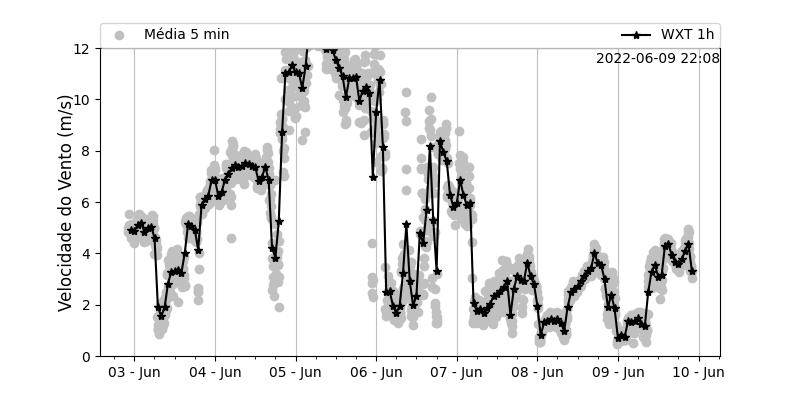 Média 5 min
WXT 1h
2022-06-09 22:08
Velocidade do Vento (m/s)
12
10
8
6
4
2
0
03 - Jun 04 - Jun 05 - Jun 06 - Jun 07 - Jun 08 - Jun 09 - Jun 10 - Jun